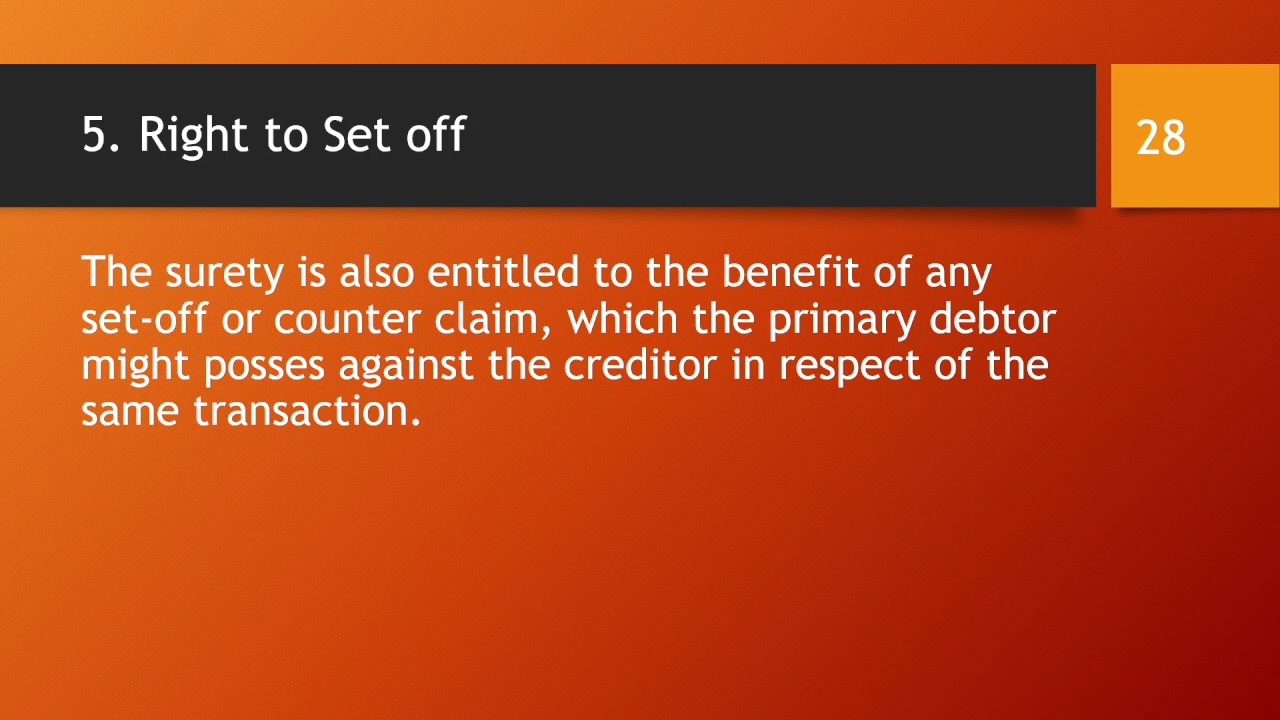 5. Right to Set off
28
The surety is also entitled to the benefit of any
set-off or counter claim, which the primary debtor
might posses against the creditor in respect of the
same transaction.